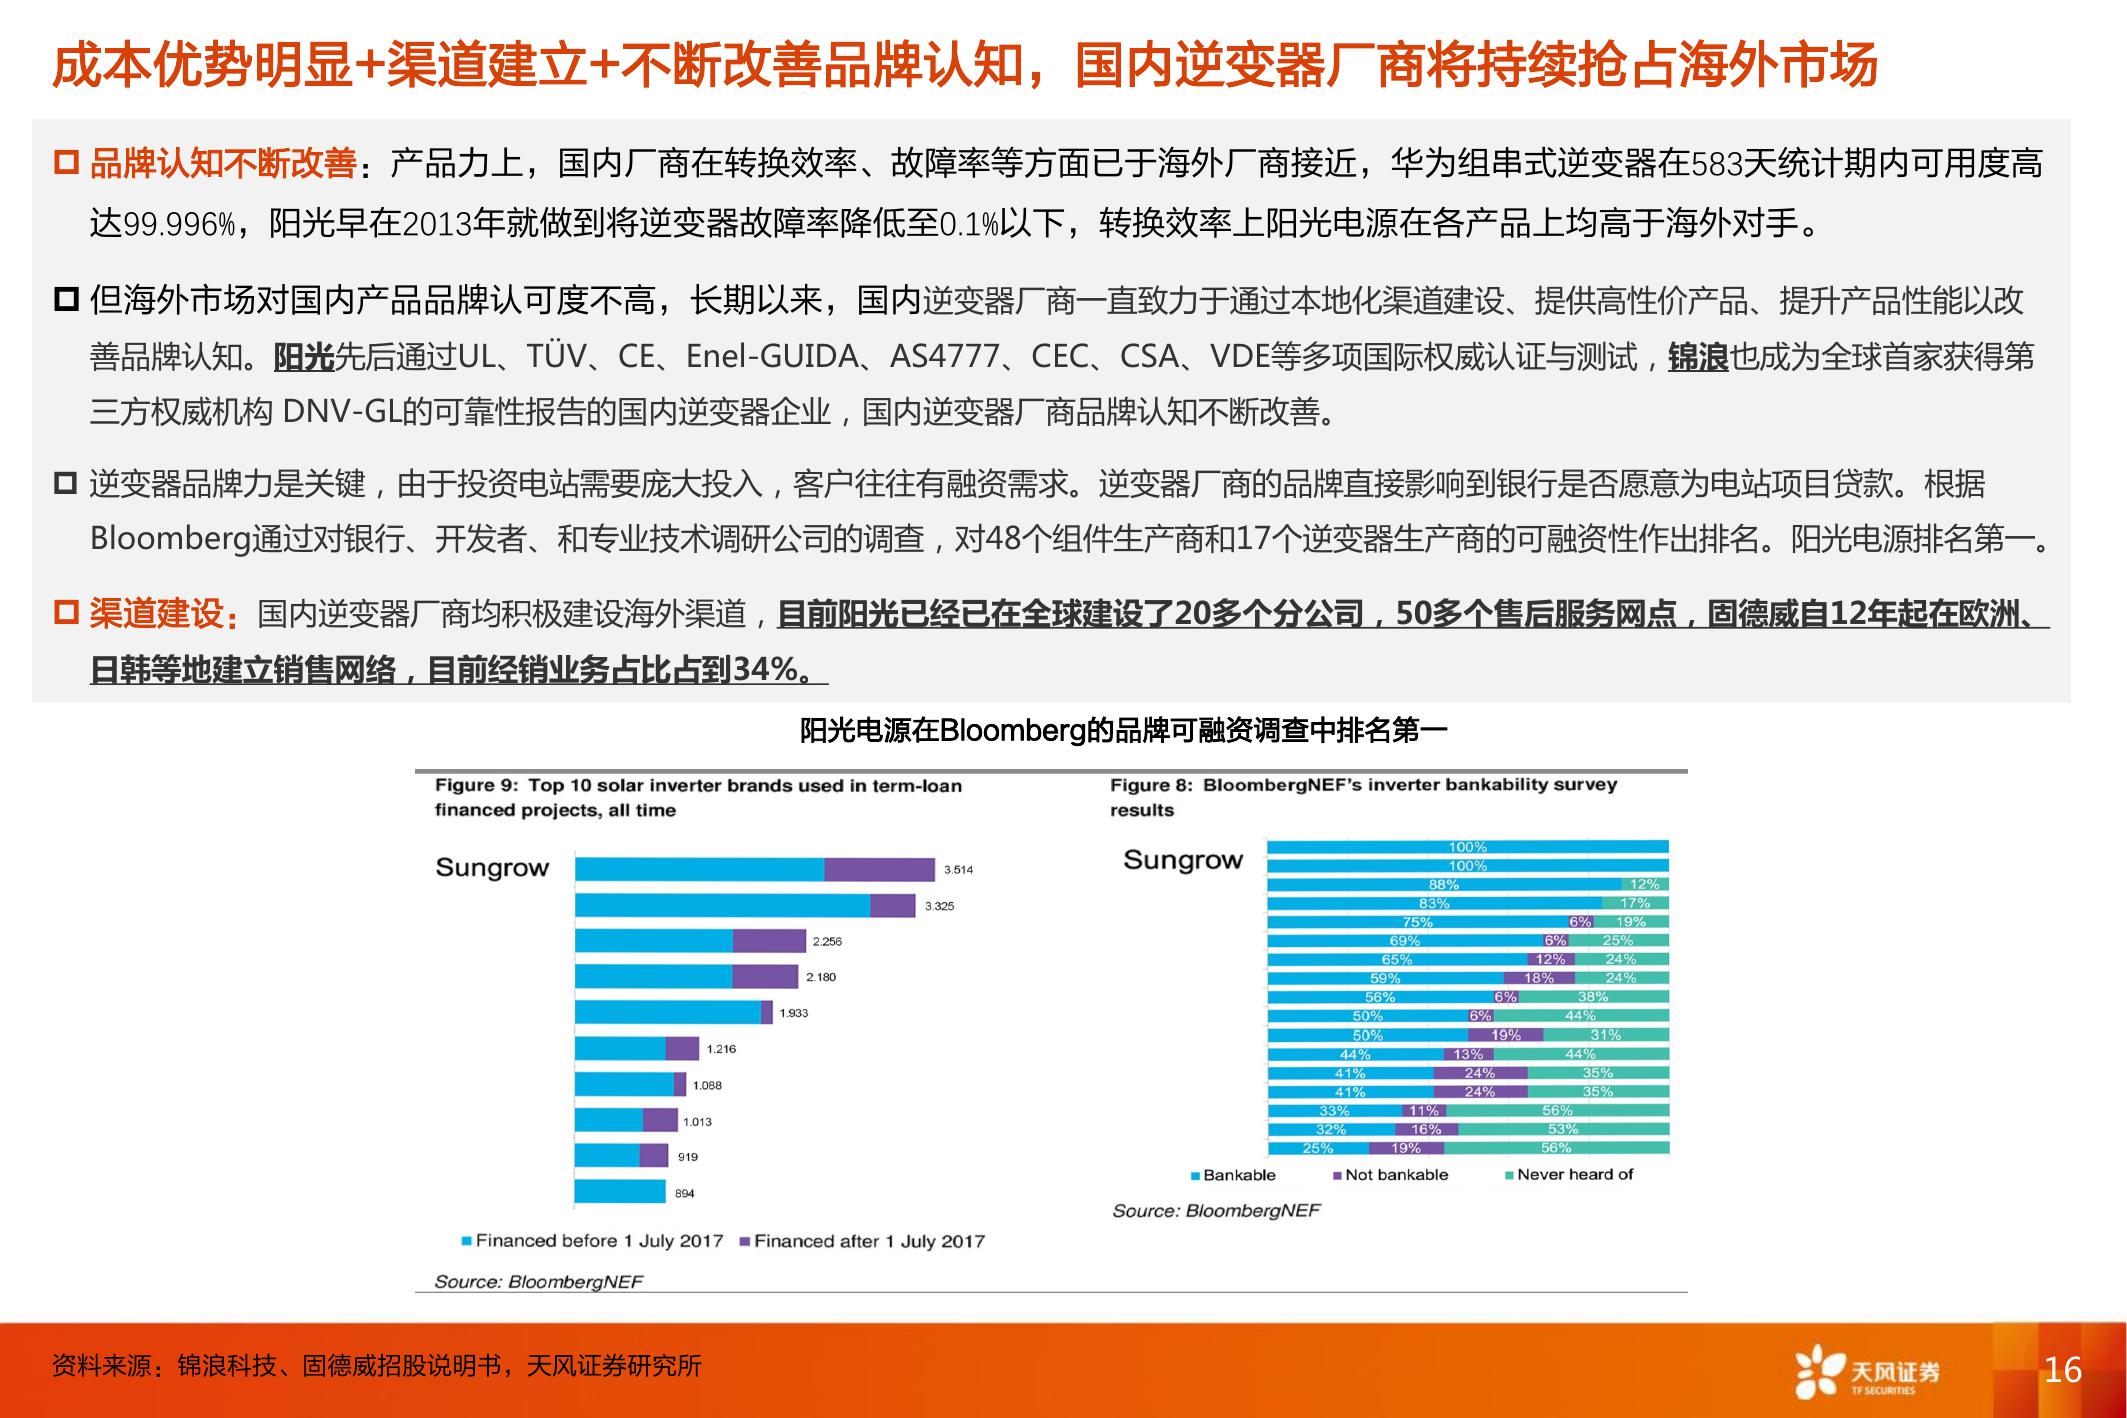 成本优势明显+渠道建立+不断改善品牌认知，国内逆变器厂商将持续抢占海外市场
品牌认知不断改善：产品力上，国内厂商在转换效率、故障率等方面已于海外厂商接近，华为组串式逆变器在583天统计期内可用度高
达99.996%，阳光早在2013年就做到将逆变器故障率降低至0.1%以下，转换效率上阳光电源在各产品上均高于海外对手。
但海外市场对国内产品品牌认可度不高，长期以来，国内逆变器厂商一直致力于通过本地化渠道建设、提供高性价产品、提升产品性能以改
善品牌认知。阳光先后通过UL、TÜV、CE、Enel-GUIDA、AS4777、CEC、CSA、VDE等多项国际权威认证与测试，锦浪也成为全球首家获得第
三方权威机构 DNV-GL的可靠性报告的国内逆变器企业，国内逆变器厂商品牌认知不断改善。
逆变器品牌力是关键，由于投资电站需要庞大投入，客户往往有融资需求。逆变器厂商的品牌直接影响到银行是否愿意为电站项目贷款。根据
Bloomberg通过对银行、开发者、和专业技术调研公司的调查，对48个组件生产商和17个逆变器生产商的可融资性作出排名。阳光电源排名第一。
渠道建设：国内逆变器厂商均积极建设海外渠道，目前阳光已经已在全球建设了20多个分公司，50多个售后服务网点，固德威自12年起在欧洲、
日韩等地建立销售网络，目前经销业务占比占到34%。
阳光电源在Bloomberg的品牌可融资调查中排名第一
Figure 9: Top 10 solar inverter brands used in term-loan
financed projects, all time
Sungrow
3.514
3.325
2.256
2.180
1.933
1.216
1.088
1.013
919
894
Financed before 1 July 2017 Financed after 1 July 2017
Source: BloombergNEF
Figure 8: BloombergNEF's inverter bankability survey
results
Sungrow
100%
100%
88% 12%
83% 17%
75% 6% 19%
69% 6% 25%
65% 12% 24%
59% 18% 24%
56% 6% 38%
50% 6% 44%
50% 19% 31%
44% 13% 44%
41% 24% 35%
41% 24% 35%
33% 11% 56%
32% 16% 53%
25% 19% 56%
Bankable Not bankable Never heard of
Source: BloombergNEF
资料来源：锦浪科技、固德威招股说明书，天风证券研究所
天风证券
TF SECURITIES
16